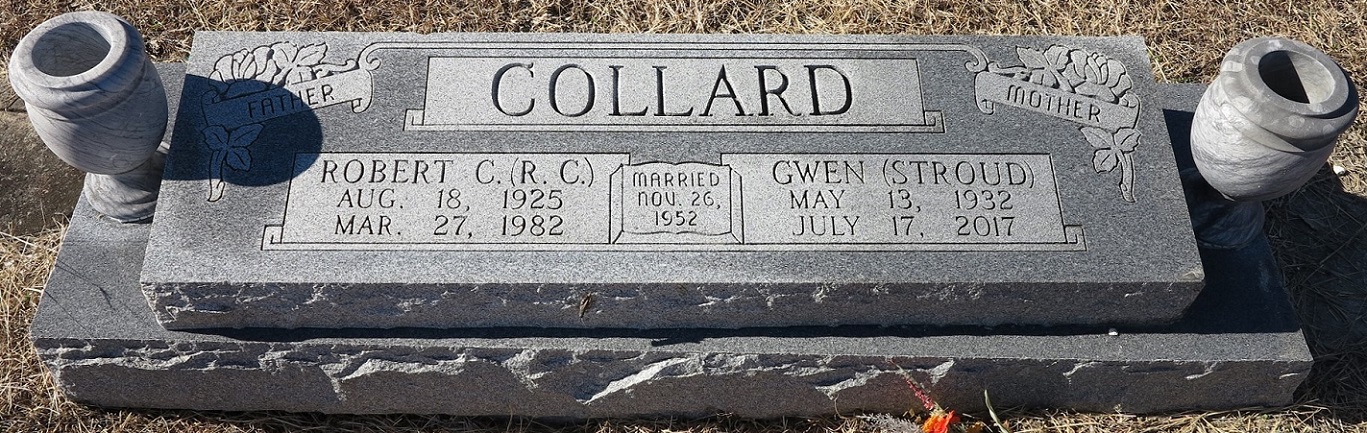 COLLARD
FATHER
MOTHER
ROBERT C. (R. C.)
AUG. 18, 1925
MAR. 27, 1982
MARRIED
NOV. 26,
1952
GWEN (STROUD)
MAY 13, 1932
JULY 17, 2017